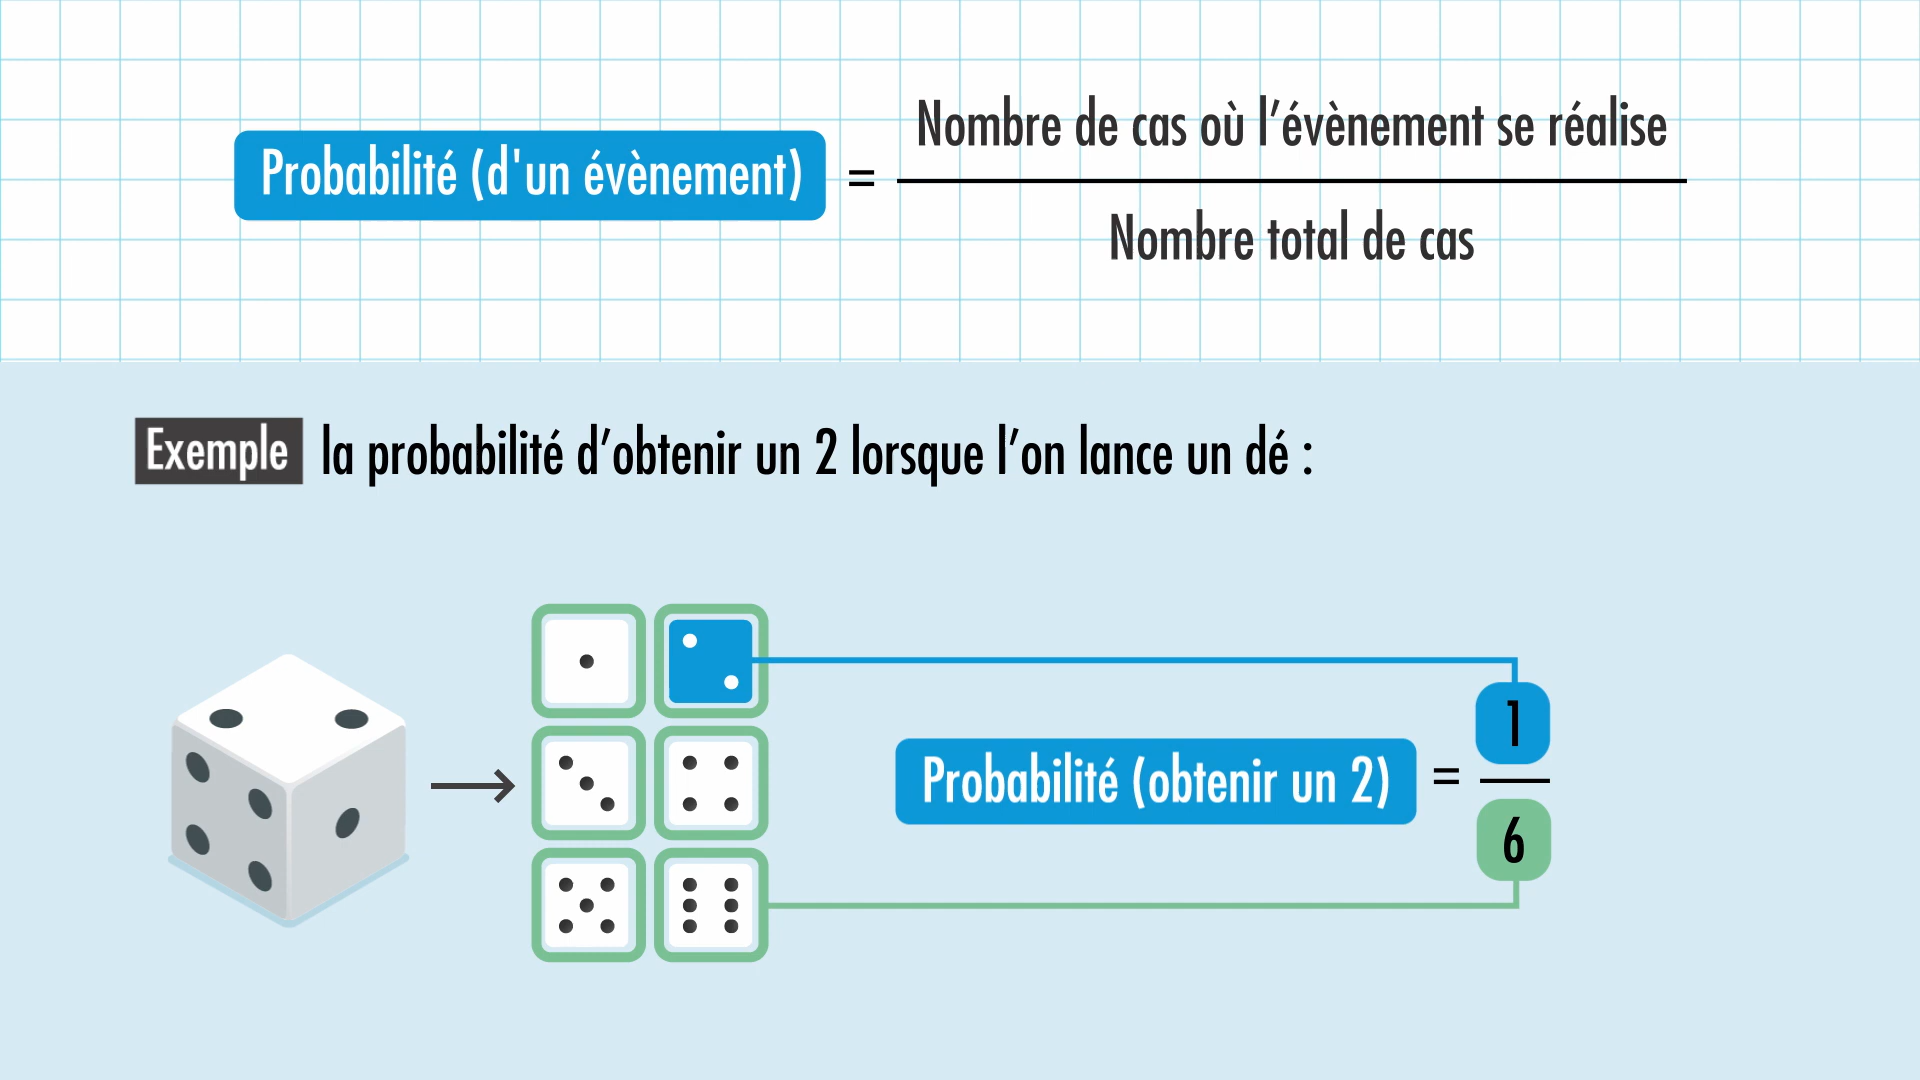 Probabilité (d'un évènement) = Nombre de cas où l’évènement se réalise
Nombre total de cas
Exemple la probabilité d’obtenir un 2 lorsque l’on lance un dé :
Probabilité (obtenir un 2) = 1
6